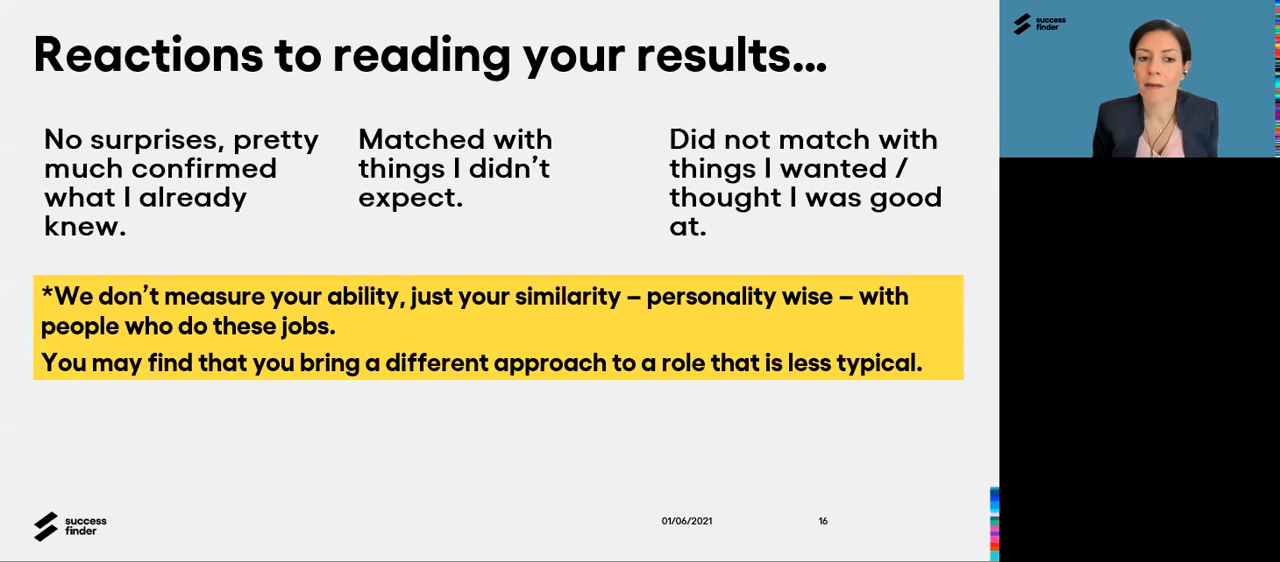 Reactions to reading your results...
No surprises, pretty
much confirmed
what I already
knew.
Matched with
things I didn’t
expect.
Did not match with
things I wanted /
thought I was good
at.
*We don’t measure your ability, just your similarity – personality wise – with
people who do these jobs.
You may find that you bring a different approach to a role that is less typical.
success
finder
01/06/2021
16
success
finder